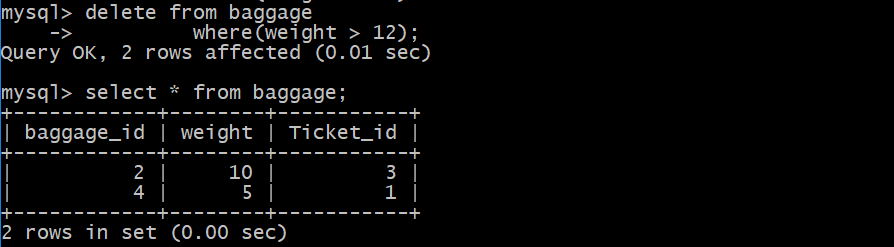 mysql> delete from baggage
    ->         where(weight > 12);
Query OK, 2 rows affected (0.01 sec)
mysql> select * from baggage;
+------------+--------+-----------+
| baggage_id | weight | Ticket_id |
+------------+--------+-----------+
|          2 |     10 |         3 |
|          4 |      5 |         1 |
+------------+--------+-----------+
2 rows in set (0.00 sec)